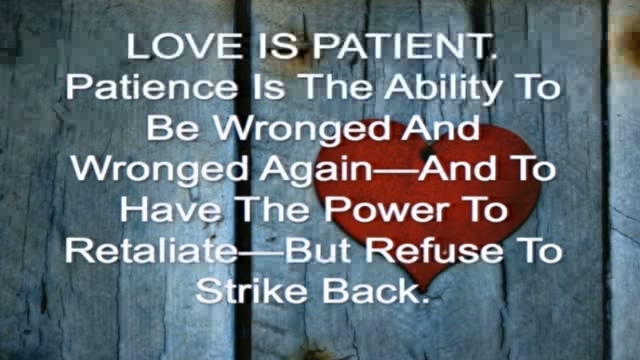 LOVE IS PATIENT.
Patience Is The Ability To
Be Wronged And
Wronged Again—And To
Have The Power To
Retaliate—But Refuse To
Strike Back.